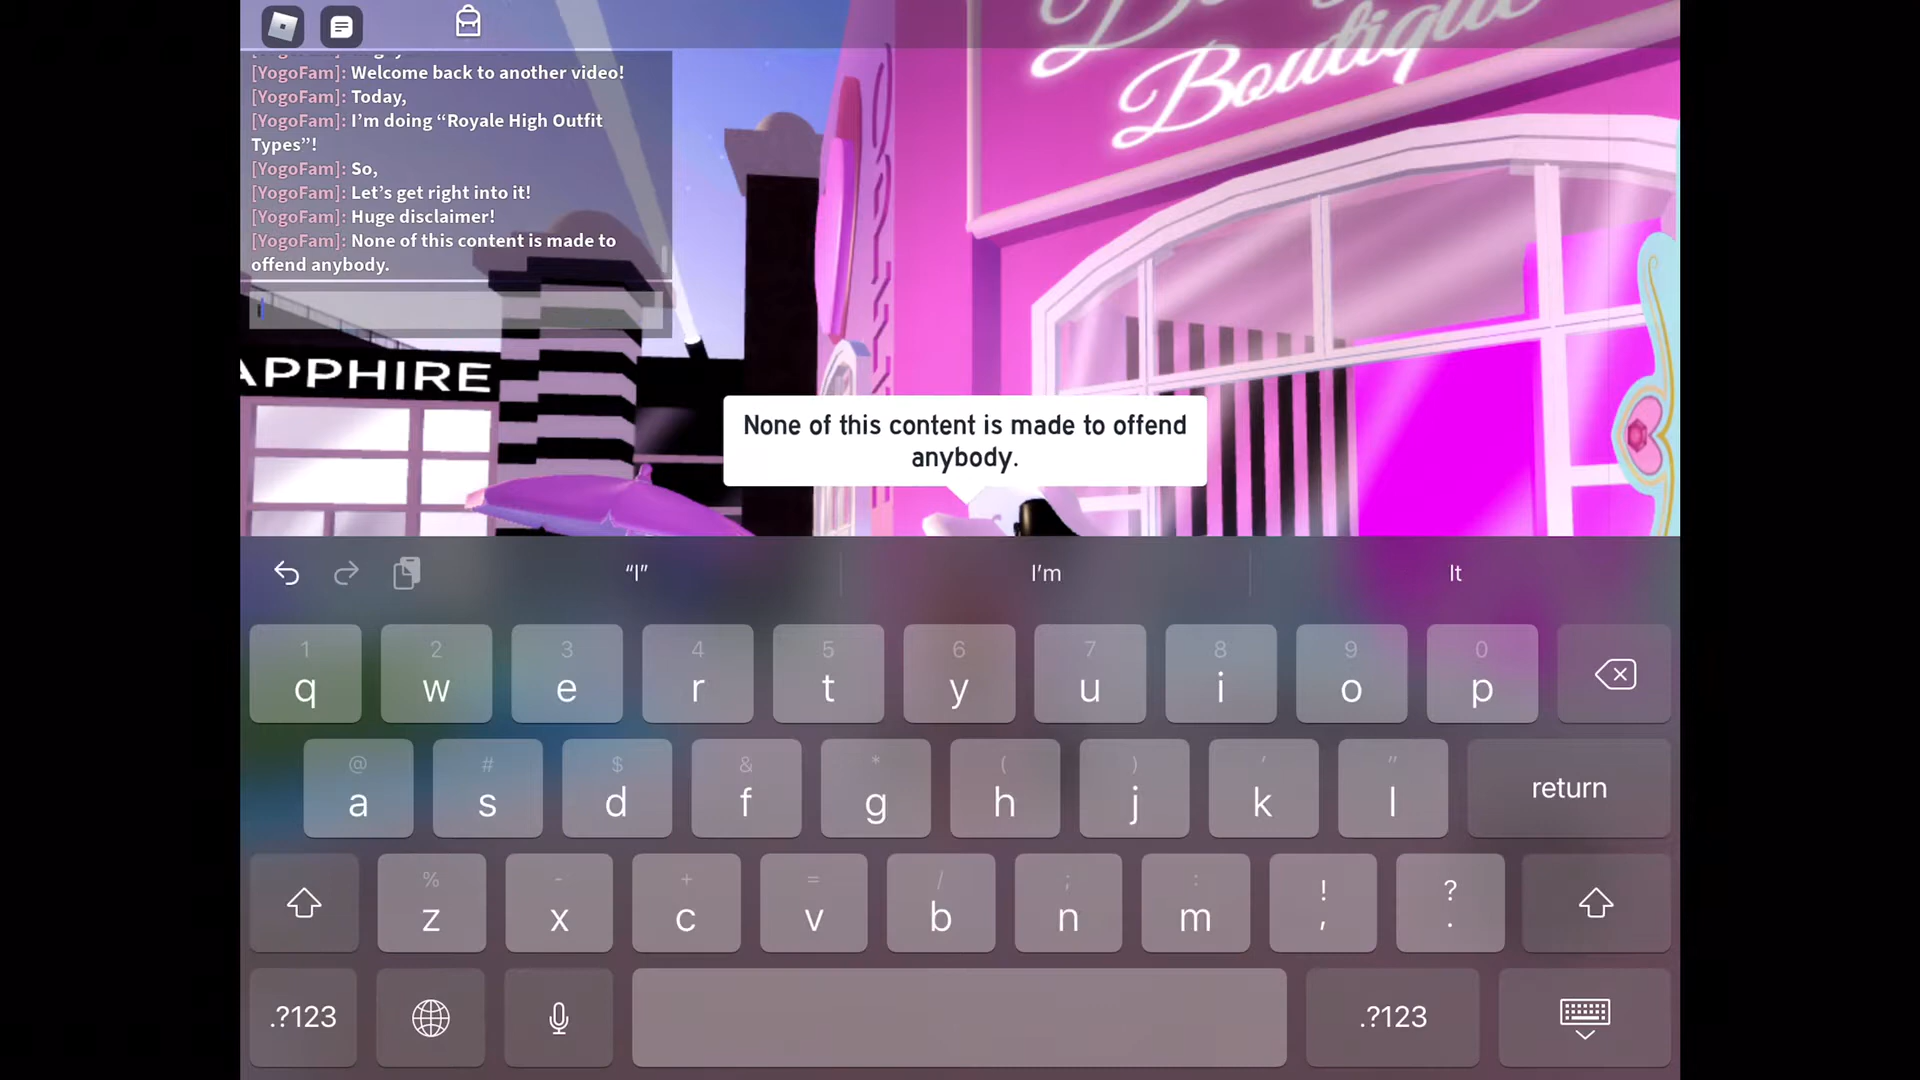 Boutique
[YogoFam]: Welcome back to another video!
[YogoFam]: Today,
[YogoFam]: I’m doing “Royale High Outfit
Types”!
[YogoFam]: So,
[YogoFam]: Let’s get right into it!
[YogoFam]: Huge disclaimer!
[YogoFam]: None of this content is made to
offend anybody.
APPHIRE
None of this content is made to offend
anybody.
“I” I’m It
1 2 3 4 5 6 7 8 9 0
q w e r t y u i o p
@ # $ & * ( ) ' "
a s d f g h j k l return
% - + = / ; : ! ?
z x c v b n m , .
.?123 .?123